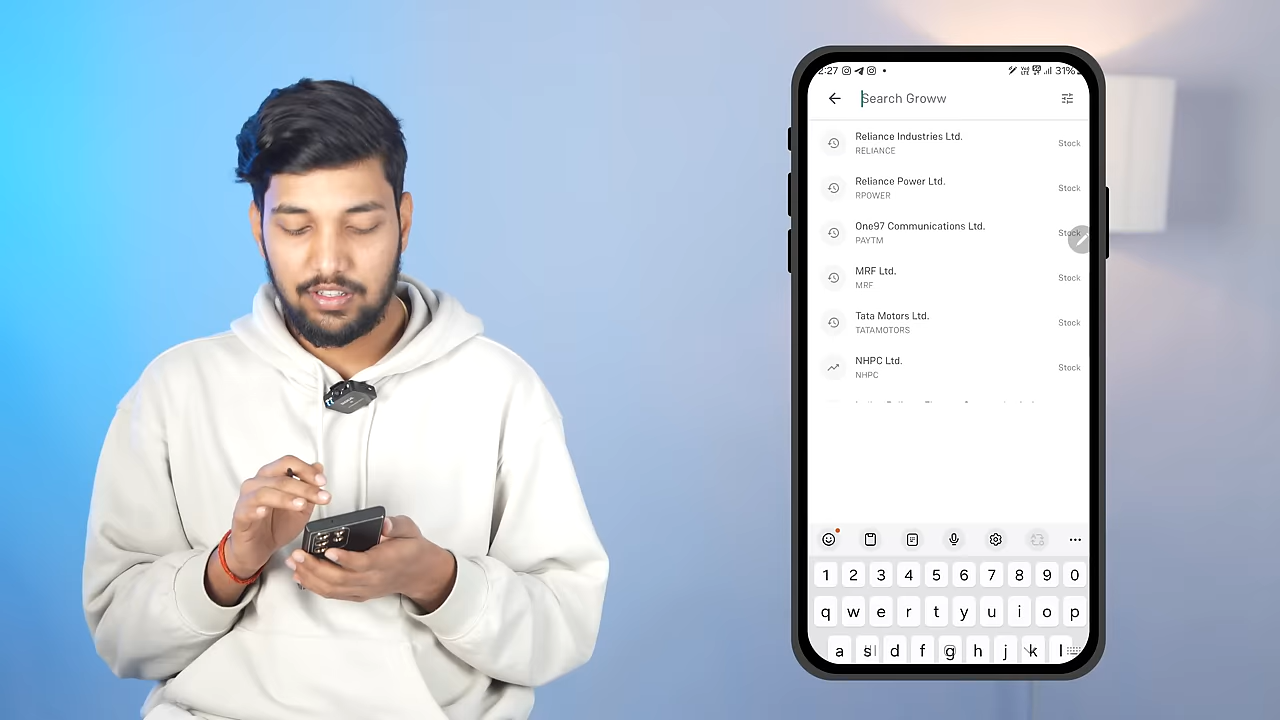 2:27 31%
Search Groww
Reliance Industries Ltd.
RELIANCE
Stock
Reliance Power Ltd.
RPOWER
Stock
One97 Communications Ltd.
PAYTM
Stock
MRF Ltd.
MRF
Stock
Tata Motors Ltd.
TATAMOTORS
Stock
NHPC Ltd.
NHPC
Stock
1 2 3 4 5 6 7 8 9 0
q w e r t y u i o p
a s d f g h j k l